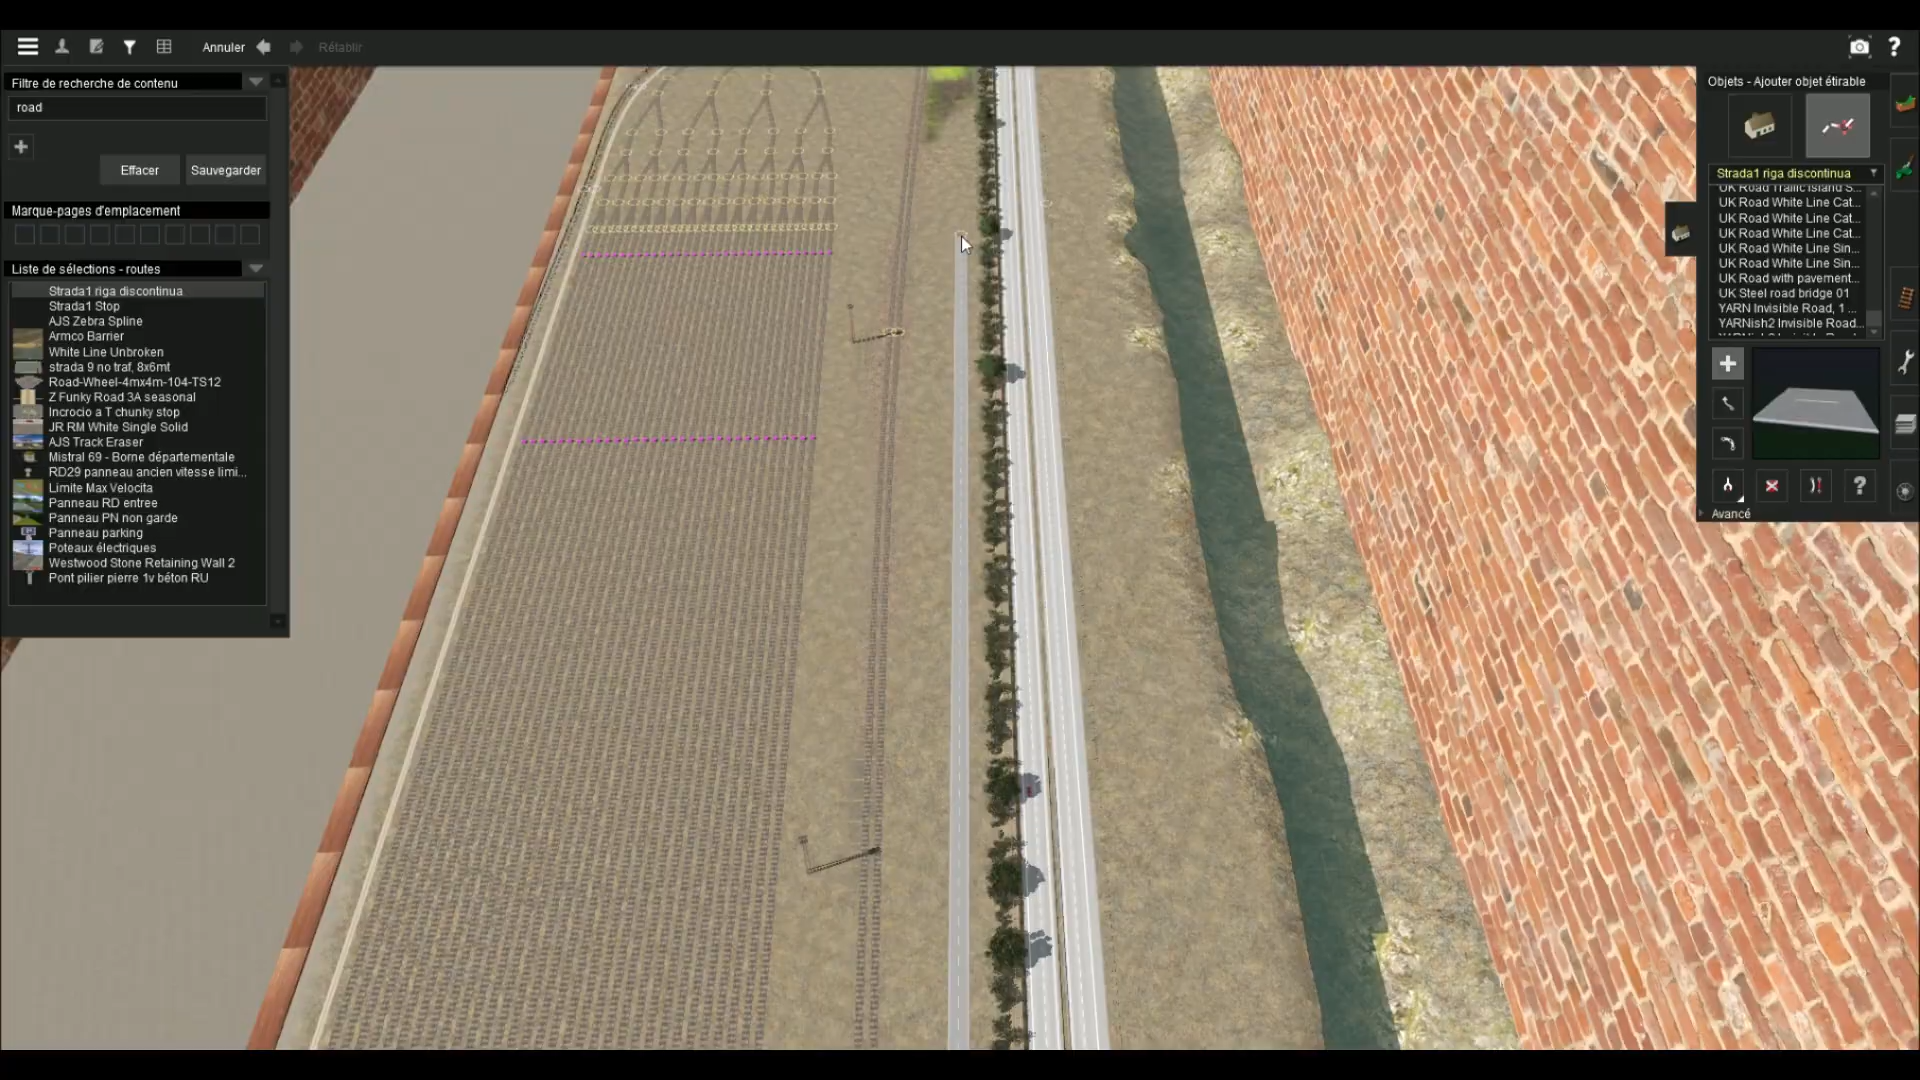 Annuler
Rétablir
?
Filtre de recherche de contenu
road
Effacer
Sauvegarder
Marque-pages d'emplacement
Liste de sélections - routes
Strada1 riga discontinua
Strada1 Stop
AJS Zebra Spline
Armco Barrier
White Line Unbroken
strada 9 no traf, 8x6mt
Road-Wheel-4mx4m-104-TS12
Z Funky Road 3A seasonal
Incrocio a T chunky stop
JR RM White Single Solid
AJS Track Eraser
Mistral 69 - Borne départementale
RD29 panneau ancien vitesse limi...
Limite Max Velocita
Panneau RD entree
Panneau PN non garde
Panneau parking
Poteaux électriques
Westwood Stone Retaining Wall 2
Pont pilier pierre 1v béton RU
Objets - Ajouter objet étirable
Strada1 riga discontinua
UK Road Traffic Island S...
UK Road White Line Cat...
UK Road White Line Cat...
UK Road White Line Cat...
UK Road White Line Sin...
UK Road White Line Sin...
UK Road with pavement...
UK Steel road bridge 01
YARN Invisible Road, 1 ...
YARNish2 Invisible Road...
?
Avancé